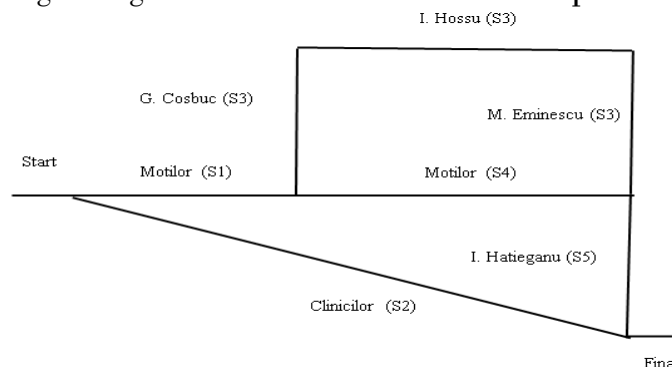 I. Hossu (S3)
G. Cosbuc (S3)
M. Eminescu (S3)
Start
Motilor (S1)
Motilor (S4)
I. Hatieganu (S5)
Clinicilor (S2)